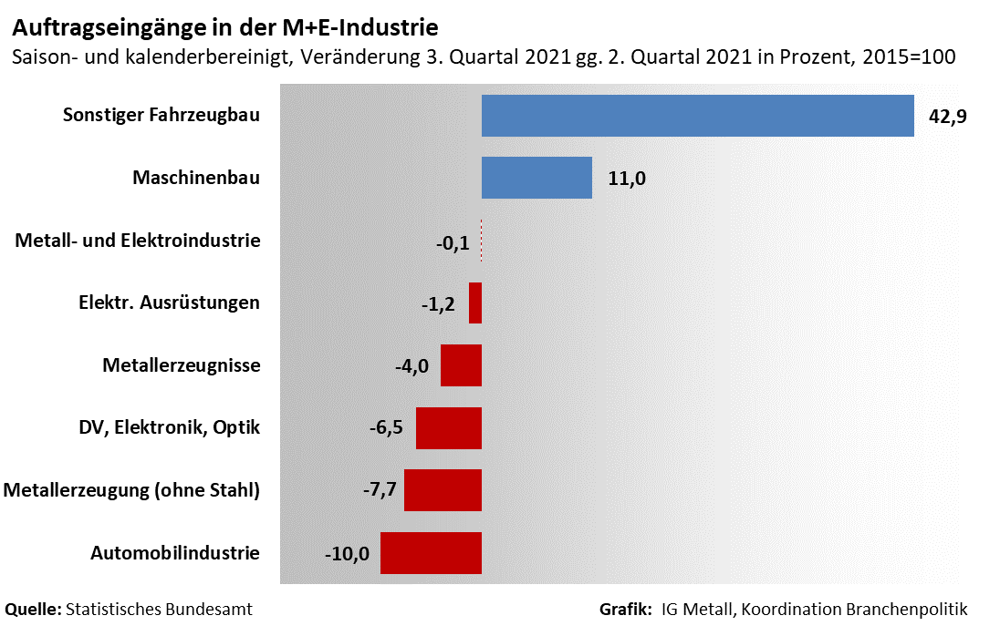 Auftragseingänge in der M+E-Industrie
Saison- und kalenderbereinigt, Veränderung 3. Quartal 2021 gg. 2. Quartal 2021 in Prozent, 2015=100
Sonstiger Fahrzeugbau 42,9
Maschinenbau 11,0
Metall- und Elektroindustrie -0,1
Elektr. Ausrüstungen -1,2
Metallerzeugnisse -4,0
DV, Elektronik, Optik -6,5
Metallerzeugung (ohne Stahl) -7,7
Automobilindustrie -10,0
Quelle: Statistisches Bundesamt Grafik: IG Metall, Koordination Branchenpolitik